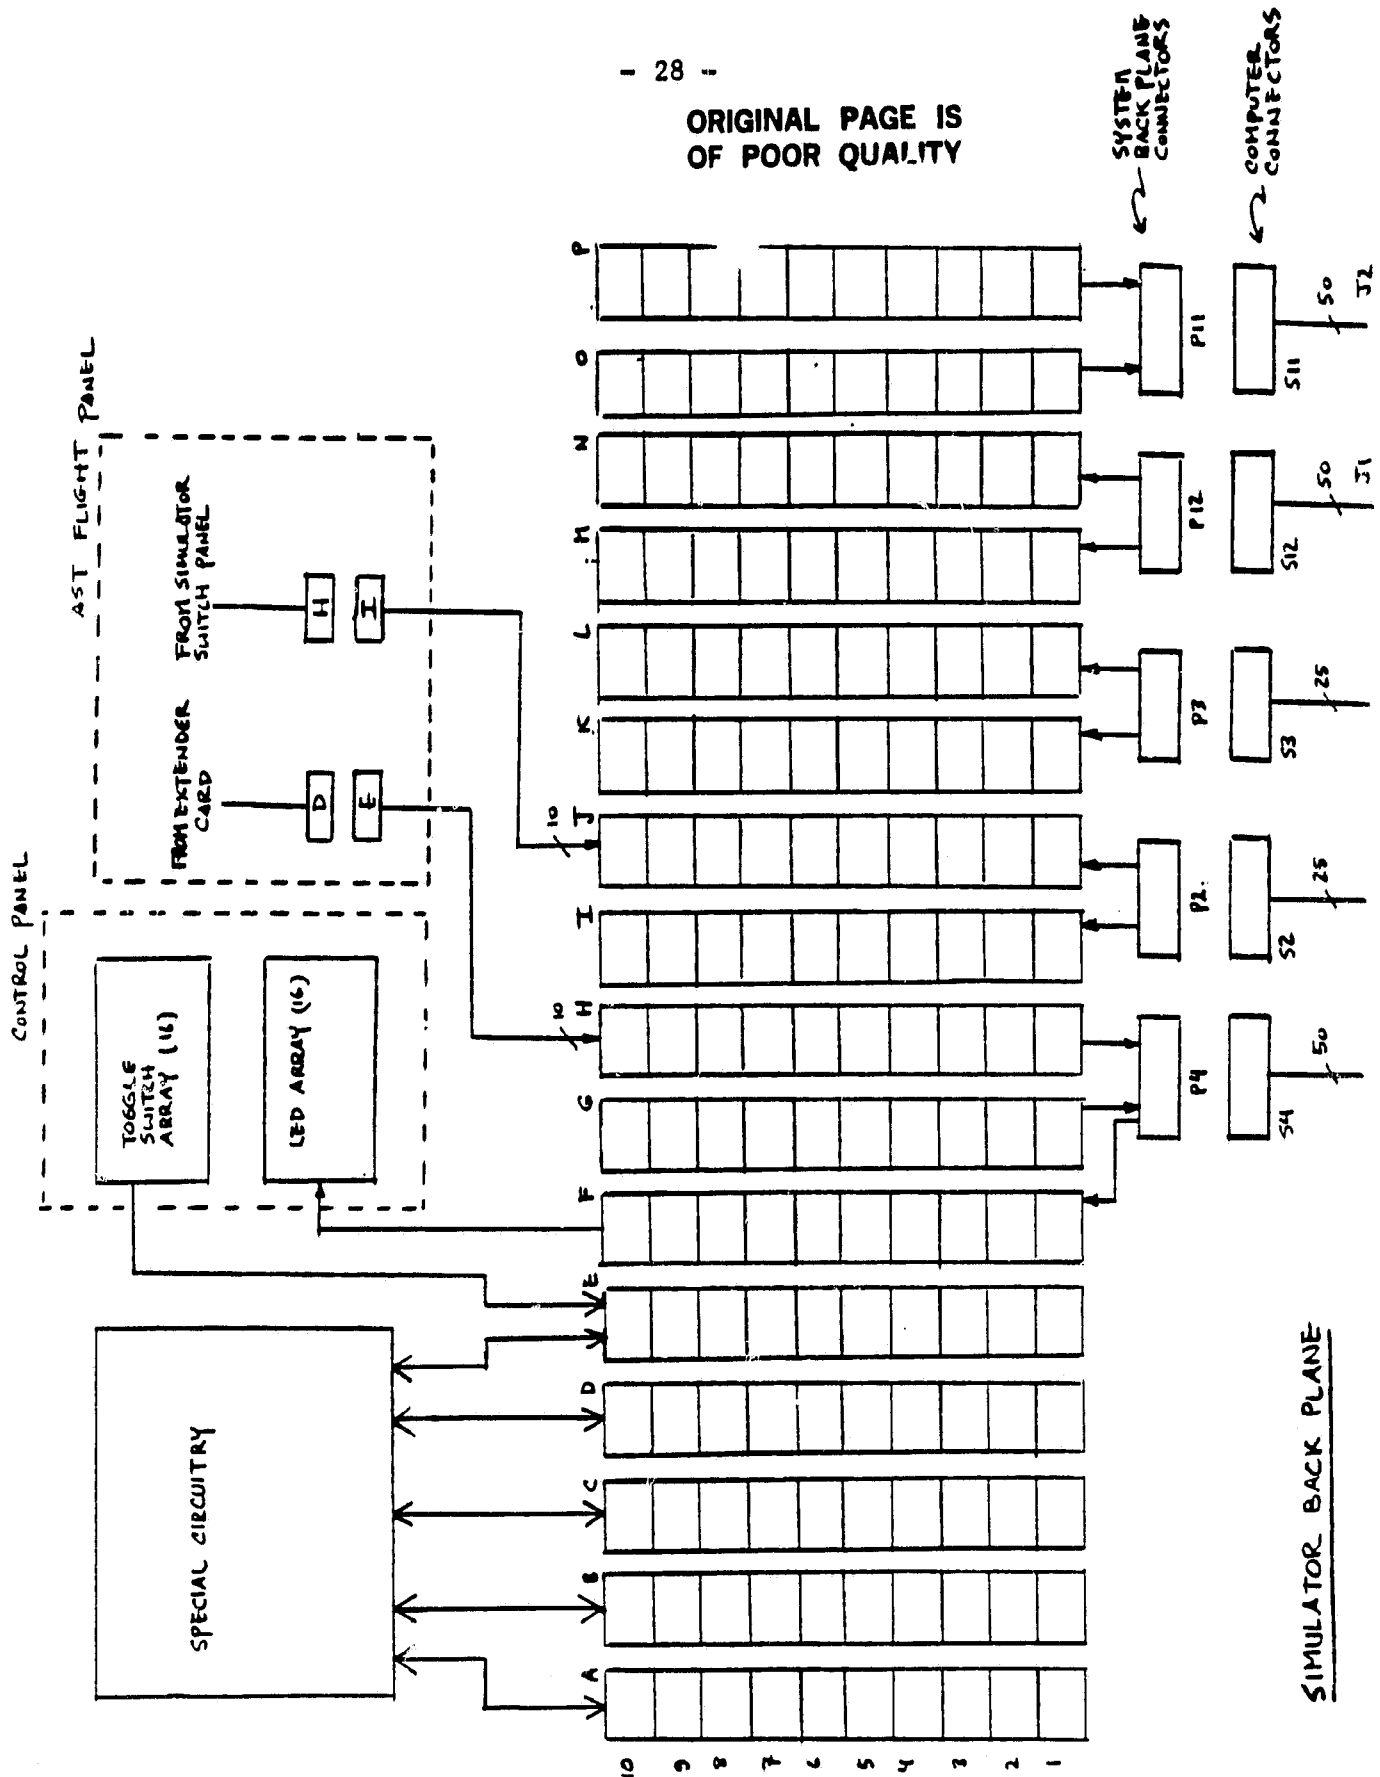 - 28 --
ORIGINAL PAGE IS
OF POOR QUALITY
CONTROL PANEL
AST FLIGHT PANEL
TOGGLE
SWITCH
ARRAY (16)
LED ARRAY (16)
FROM EXTENDER
CARD
FROM SIMULATOR
SWITCH PANEL
D
E
H
I
SPECIAL CIRCUITRY
10
10
A
B
C
D
E
F
G
H
I
J
K
L
M
N
O
P
10
9
8
7
6
5
4
3
2
1
P4
P2
P3
P12
P11
SYSTEM
BACK PLANE
CONNECTORS
S4
S2
S3
S12
S11
COMPUTER
CONNECTORS
50
25
25
50
50
J1
J2
SIMULATOR BACK PLANE